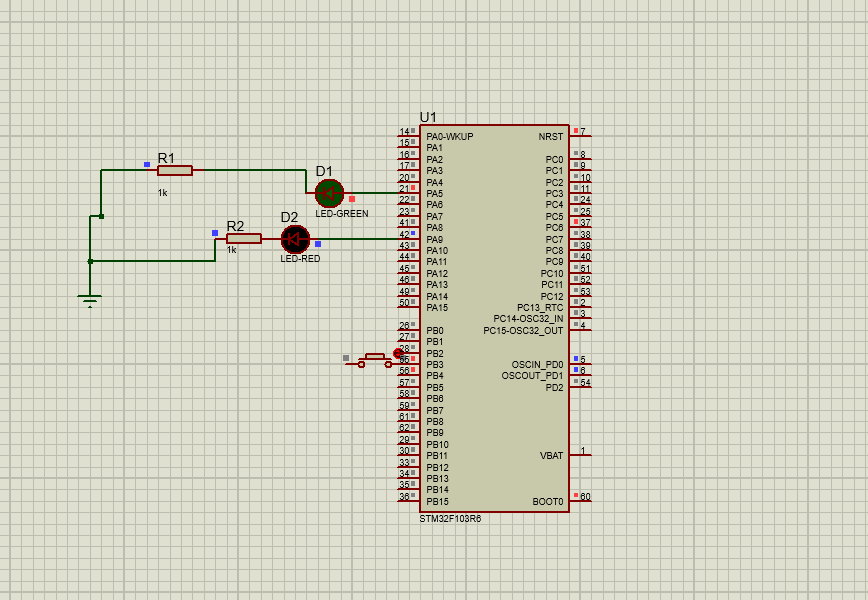 U1
R1
1k
D1
LED-GREEN
R2
1k
D2
LED-RED
14 PA0-WKUP NRST 7
15 PA1
16 PA2 PC0 8
17 PA3 PC1 9
20 PA4 PC2 10
21 PA5 PC3 11
22 PA6 PC4 24
23 PA7 PC5 25
41 PA8 PC6 37
42 PA9 PC7 38
43 PA10 PC8 39
44 PA11 PC9 40
45 PA12 PC10 51
46 PA13 PC11 52
49 PA14 PC12 53
50 PA15 PC13_RTC 2
PC14-OSC32_IN 3
26 PB0 PC15-OSC32_OUT 4
27 PB1
28 PB2
55 PB3 OSCIN_PD0 5
56 PB4 OSCOUT_PD1 6
57 PB5 PD2 54
58 PB6
59 PB7
61 PB8
62 PB9
29 PB10
30 PB11 VBAT 1
33 PB12
34 PB13
35 PB14
36 PB15 BOOT0 60
STM32F103R6